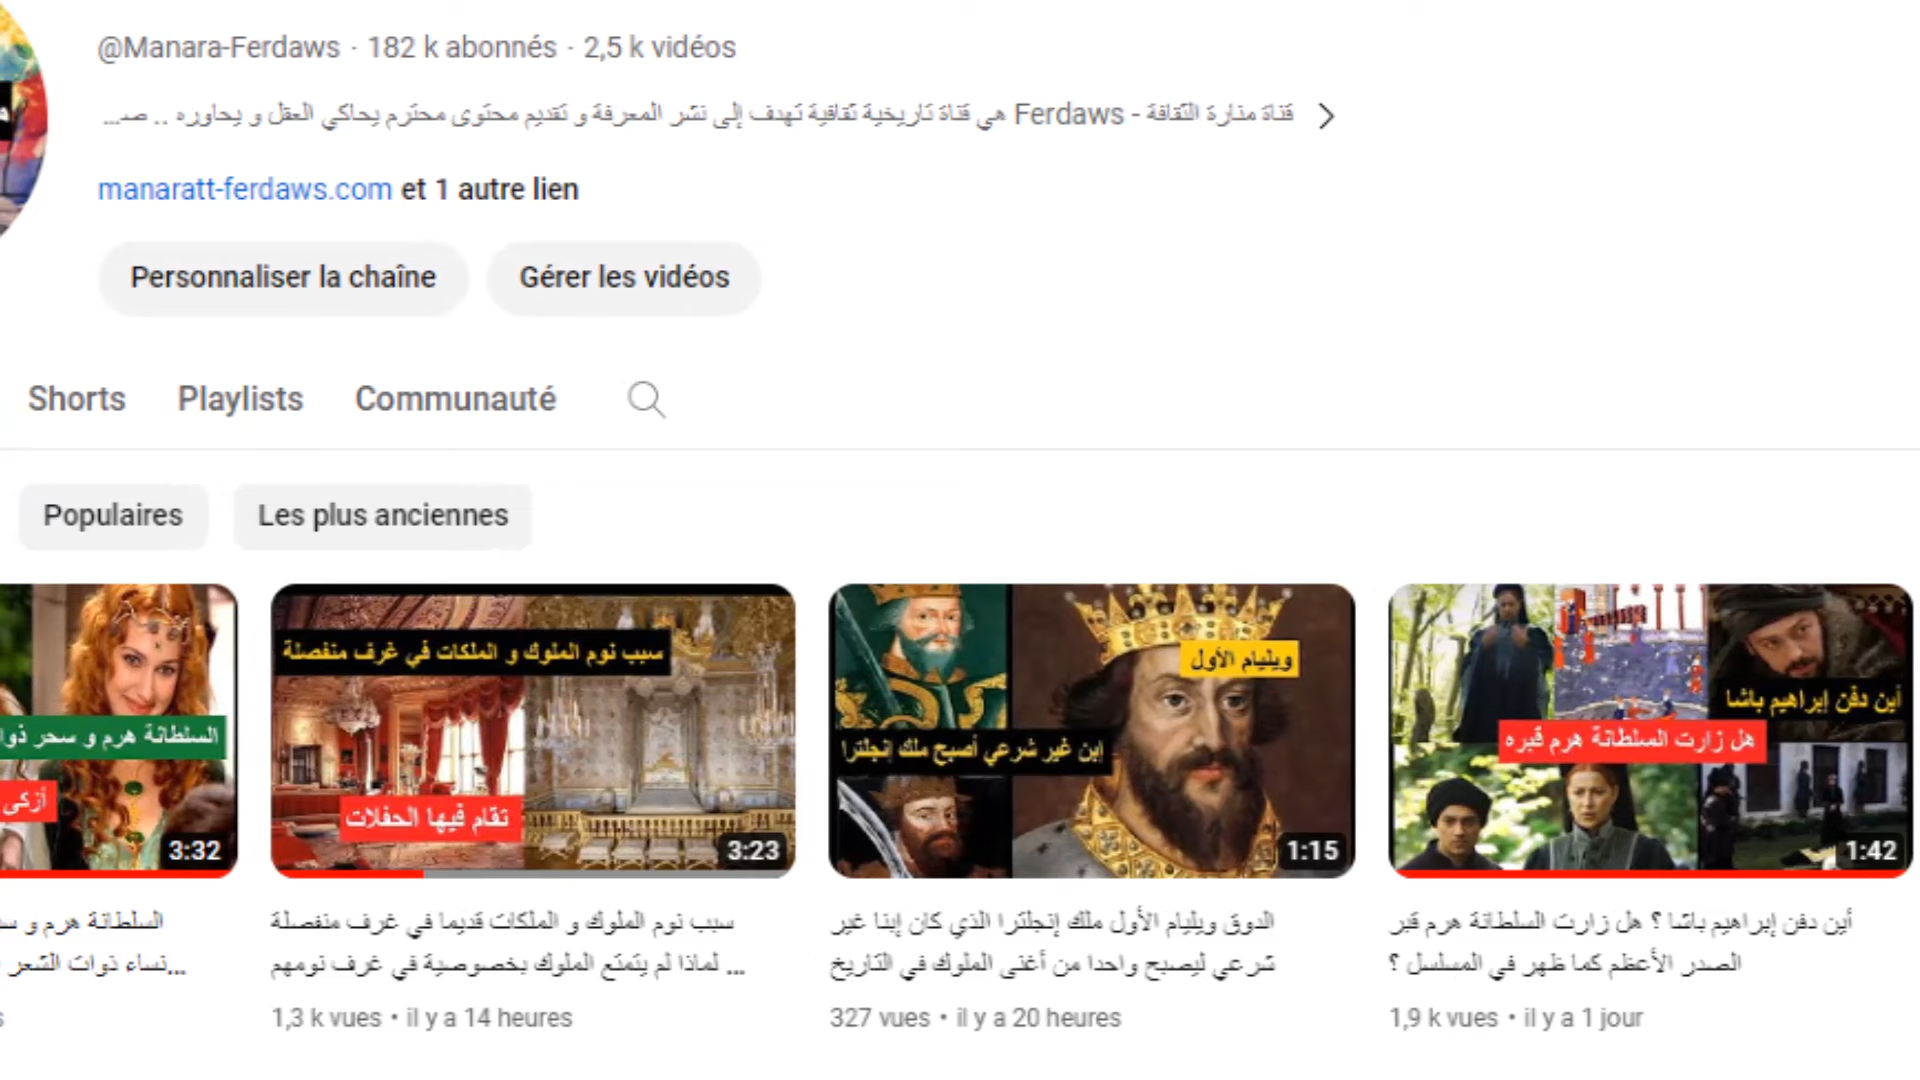 @Manara-Ferdaws · 182 k abonnés · 2,5 k vidéos
قناة منارة الثقافة - Ferdaws هي قناة تاريخية ثقافية تهدف إلى نشر المعرفة و تقديم محتوى محترم يحاكي العقل و يحاوره .. صـ...
manaratt-ferdaws.com et 1 autre lien
Personnaliser la chaîne
Gérer les vidéos
Shorts
Playlists
Communauté
Populaires
Les plus anciennes
السلطانة هرم و سحر
أزكى
3:32
سبب نوم الملوك و الملكات في غرف منفصلة
تقام فيها الحفلات
3:23
ويليام الأول
إبن غير شرعي أصبح ملك إنجلترا
1:15
أين دفن إبراهيم باشا
هل زارت السلطانة هرم قبره
1:42
السلطانة هرم و
نساء ذوات الشعر...
سبب نوم الملوك و الملكات قديما في غرف منفصلة
لماذا لم يتمتع الملوك بخصوصية في غرف نومهم ...
1,3 k vues • il y a 14 heures
الدوق ويليام الأول ملك إنجلترا الذي كان إبنا غير
شرعي ليصبح واحدا من أغنى الملوك في التاريخ
327 vues • il y a 20 heures
أين دفن إبراهيم باشا ؟ هل زارت السلطانة هرم قبر
الصدر الأعظم كما ظهر في المسلسل ؟
1,9 k vues • il y a 1 jour